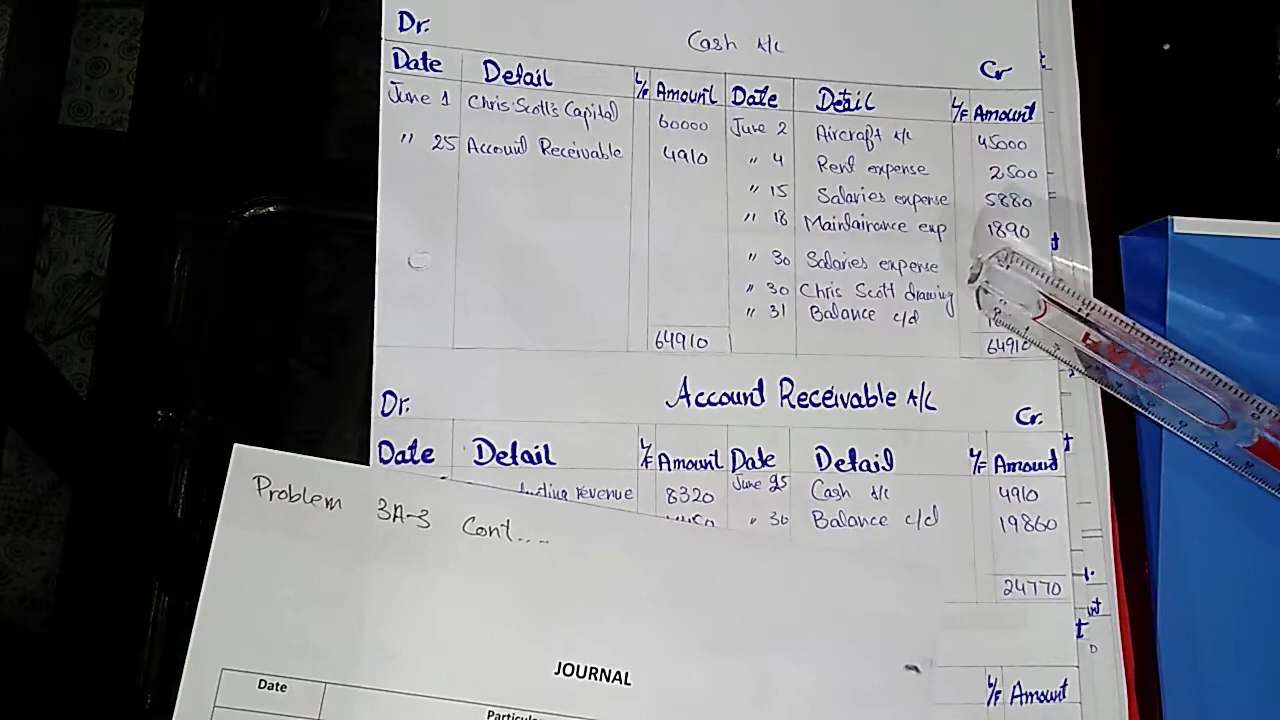 Dr.
Cash A/c
Cr
Date Detail L/F Amount Date Detail L/F Amount
June 1 Chris Scott's Capital 60000 June 2 Aircraft A/c 45000
" 25 Account Receivable 4910 " 4 Rent expense 2500
" 15 Salaries expense 5880
" 18 Maintairance exp 1890
" 30 Salaries expense
" 30 Chris Scott drawing
" 31 Balance c/d
64910 64910
Account Receivable A/C
Dr. Cr.
Date Detail L/F Amount Date Detail L/F Amount
revenue 8320 June 25 Cash A/c 4910
" 30 Balance c/d 19860
24770
Problem 3A-3 Cont....
L/F Amount
JOURNAL
Date